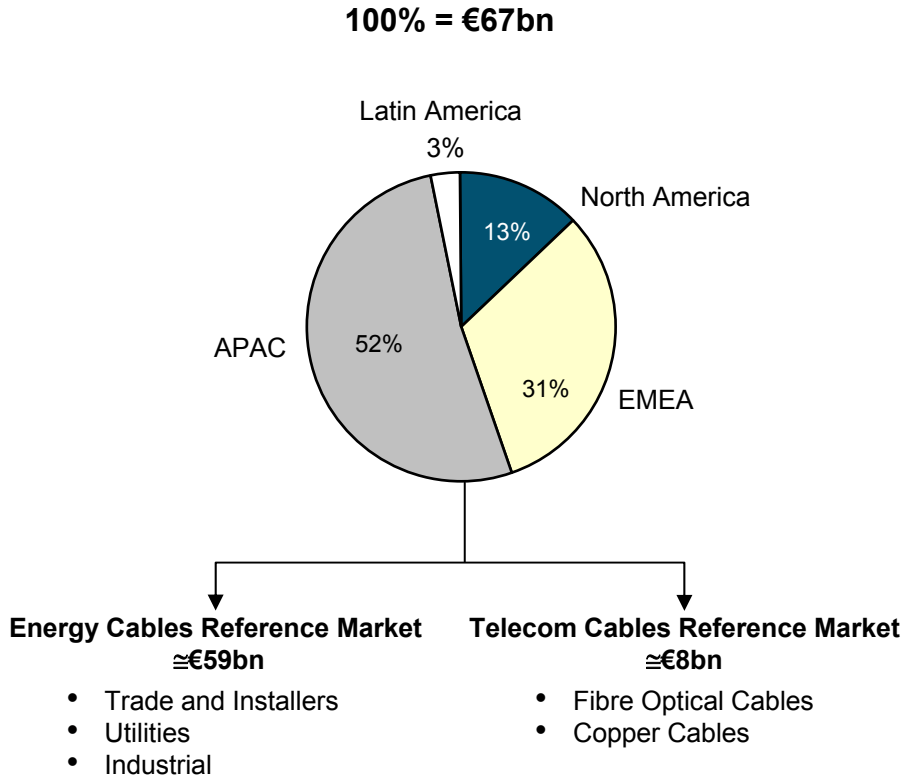 100% = €67bn
Latin America
3%
North America
13%
APAC
52%
31%
EMEA
Energy Cables Reference Market
≅€59bn
• Trade and Installers
• Utilities
• Industrial
Telecom Cables Reference Market
≅€8bn
• Fibre Optical Cables
• Copper Cables